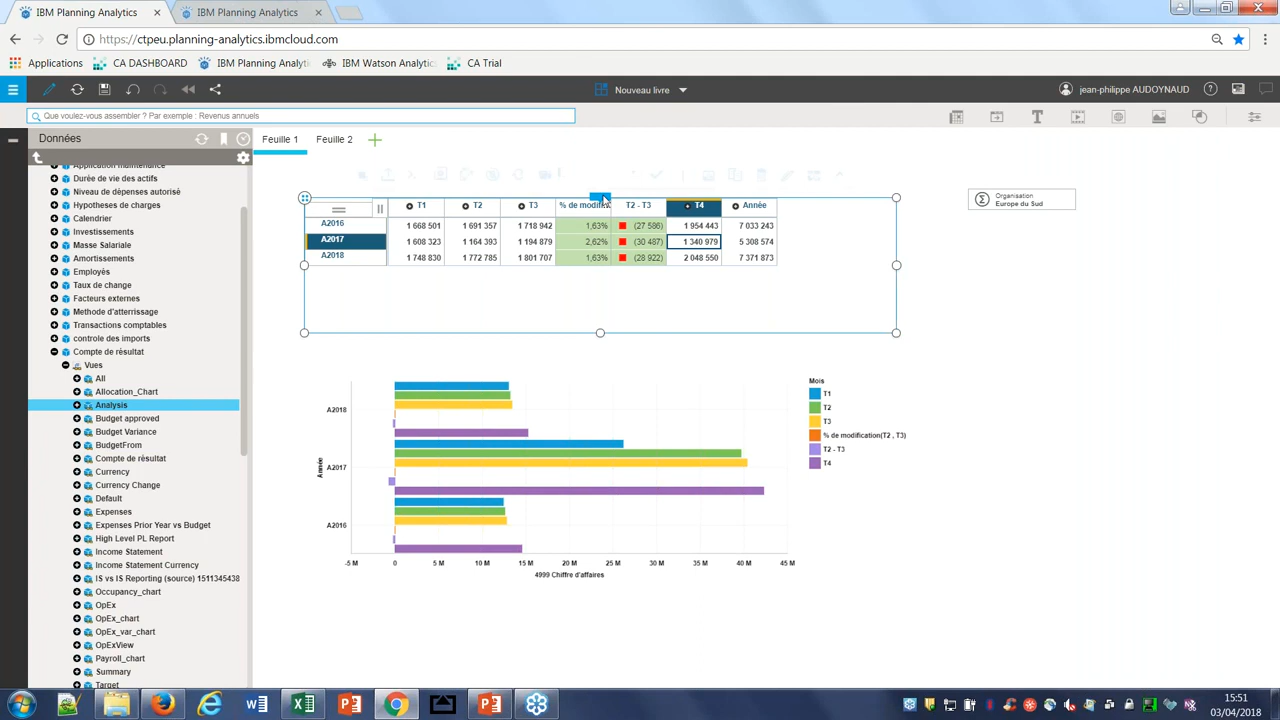 IBM Planning Analytics
IBM Planning Analytics
https://ctpeu.planning-analytics.ibmcloud.com
Applications
CA DASHBOARD
IBM Planning Analytic
IBM Watson Analytics
CA Trial
Nouveau livre
jean-philippe AUDOYNAUD
Que voulez-vous assembler ? Par exemple : Revenus annuels
Données
Feuille 1
Feuille 2
Application maintenance
Durée de vie des actifs
Niveau de dépenses autorisé
Hypotheses de charges
Calendrier
Investissements
Masse Salariale
Amortissements
Employés
Taux de change
Facteurs externes
Methode d'atterrissage
Transactions comptables
controle des imports
Compte de résultat
Vues
All
Allocation_Chart
Analysis
Budget approved
Budget Variance
BudgetFrom
Compte de résultat
Currency
Currency Change
Default
Expenses
Expenses Prior Year vs Budget
High Level PL Report
Income Statement
Income Statement Currency
IS vs IS Reporting (source) 1511345438
Occupancy_chart
OpEx
OpEx_chart
OpEx_var_chart
OpExView
Payroll_chart
Summary
Target
T1 T2 T3 % de modific T2 - T3 T4 Année
A2016 1 668 501 1 691 357 1 718 942 1,63% (27 586) 1 954 443 7 033 243
A2017 1 608 323 1 164 393 1 194 879 2,62% (30 487) 1 340 979 5 308 574
A2018 1 748 830 1 772 785 1 801 707 1,63% (28 922) 2 048 550 7 371 873
Organisation
Europe du Sud
A2018
A2017
A2016
Année
-5 M 0 5 M 10 M 15 M 20 M 25 M 30 M 35 M 40 M 45 M
4999 Chiffre d'affaires
Mois
T1
T2
T3
% de modification(T2 , T3)
T2 - T3
T4
15:51
03/04/2018